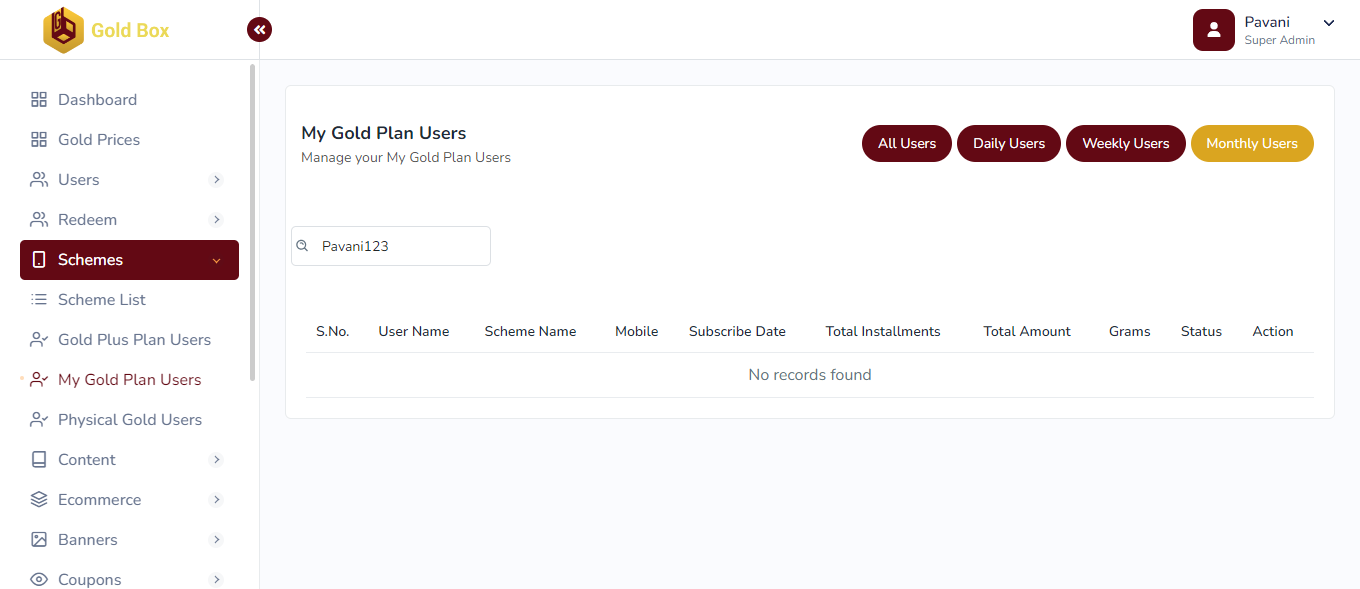 Gold Box
Pavani
Super Admin
Dashboard
Gold Prices
Users
Redeem
Schemes
Scheme List
Gold Plus Plan Users
My Gold Plan Users
Physical Gold Users
Content
Ecommerce
Banners
Coupons
My Gold Plan Users
Manage your My Gold Plan Users
All Users Daily Users Weekly Users Monthly Users
Pavani123
S.No. User Name Scheme Name Mobile Subscribe Date Total Installments Total Amount Grams Status Action
No records found